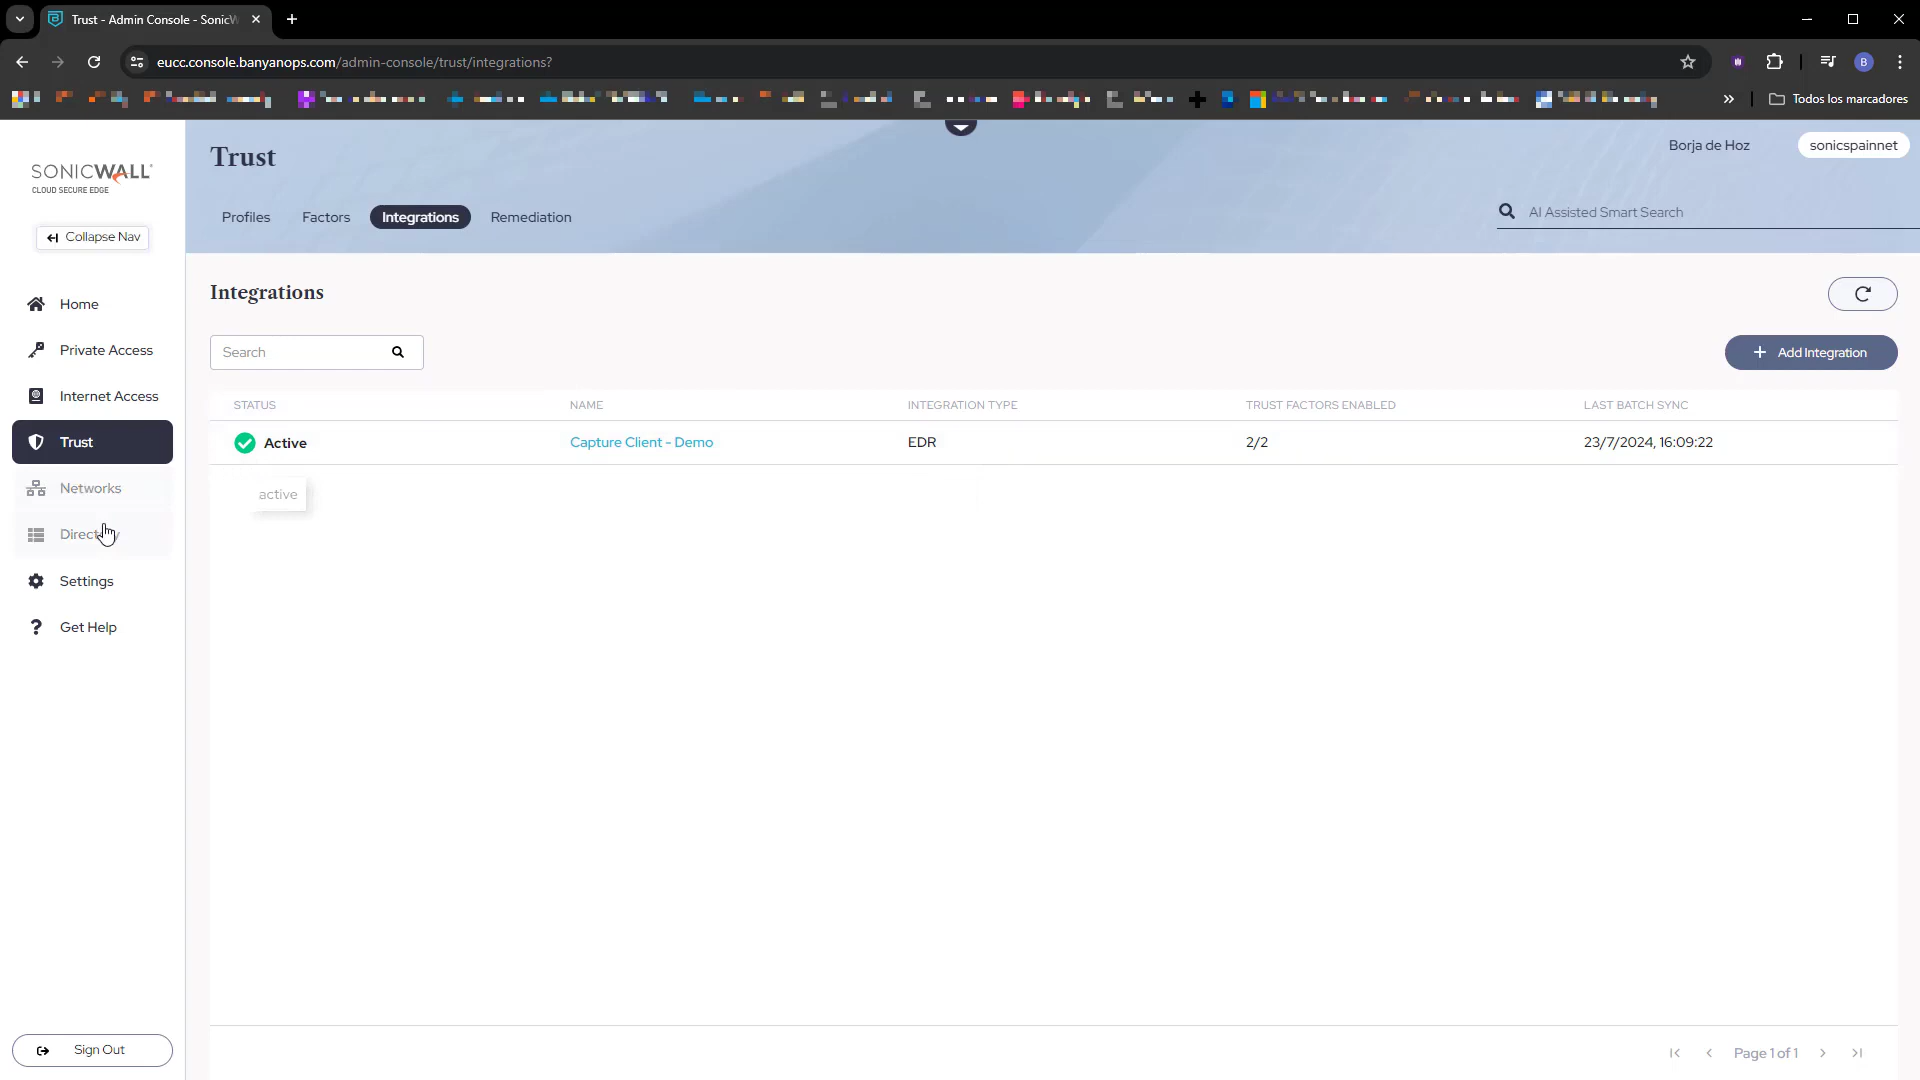 Trust - Admin Console - SonicW
eucc.console.banyanops.com/admin-console/trust/integrations?
B
Todos los marcadores
SONICWALL
CLOUD SECURE EDGE
Trust
Borja de Hoz
sonicspainnet
Collapse Nav
Profiles
Factors
Integrations
Remediation
AI Assisted Smart Search
Home
Private Access
Internet Access
Trust
Networks
Settings
Get Help
Sign Out
Integrations
Search
Add Integration
STATUS NAME INTEGRATION TYPE TRUST FACTORS ENABLED LAST BATCH SYNC
Active Capture Client - Demo EDR 2/2 23/7/2024, 16:09:22
active
Page 1 of 1